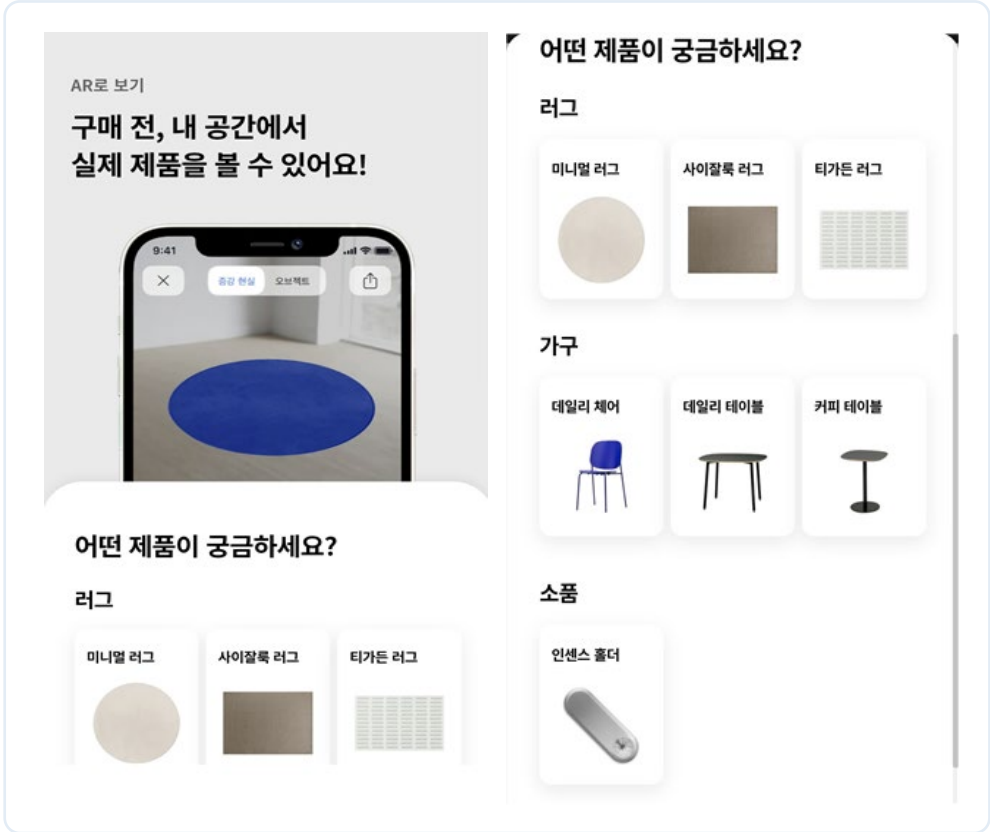 AR로 보기
구매 전, 내 공간에서
실제 제품을 볼 수 있어요!
9:41
증강 현실
오브젝트
어떤 제품이 궁금하세요?
러그
미니멀 러그
사이잘룩 러그
티가든 러그
어떤 제품이 궁금하세요?
러그
미니멀 러그
사이잘룩 러그
티가든 러그
가구
데일리 체어
데일리 테이블
커피 테이블
소품
인센스 홀더